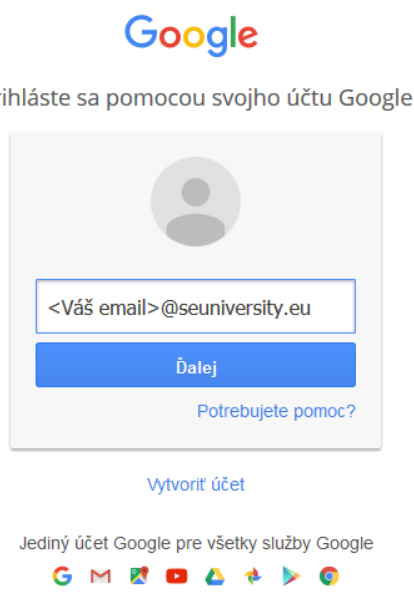 Google
ihláste sa pomocou svojho účtu Google
<Váš email>@seuniversity.eu
Ďalej
Potrebujete pomoc?
Vytvoriť účet
Jediný účet Google pre všetky služby Google